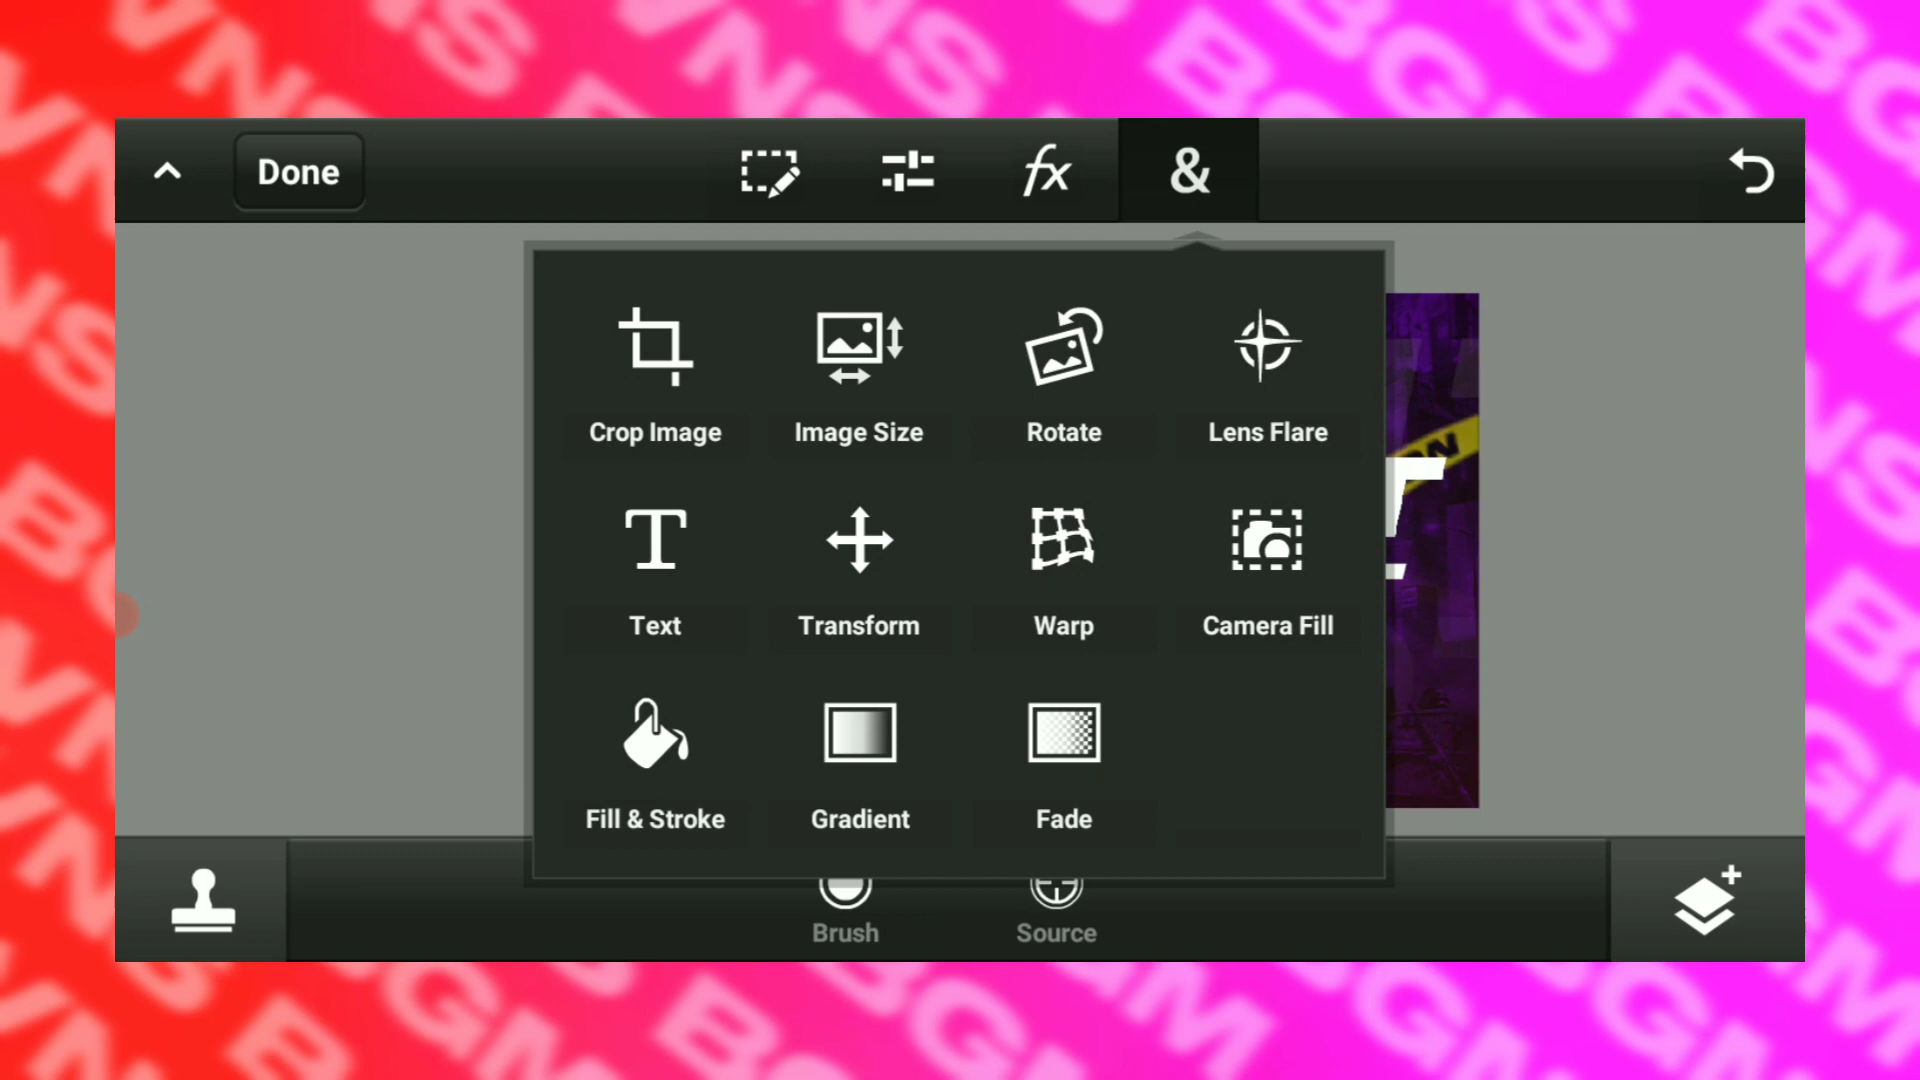 Done
fx
&
Crop Image
Image Size
Rotate
Lens Flare
Text
Transform
Warp
Camera Fill
Fill & Stroke
Gradient
Fade
Brush
Source